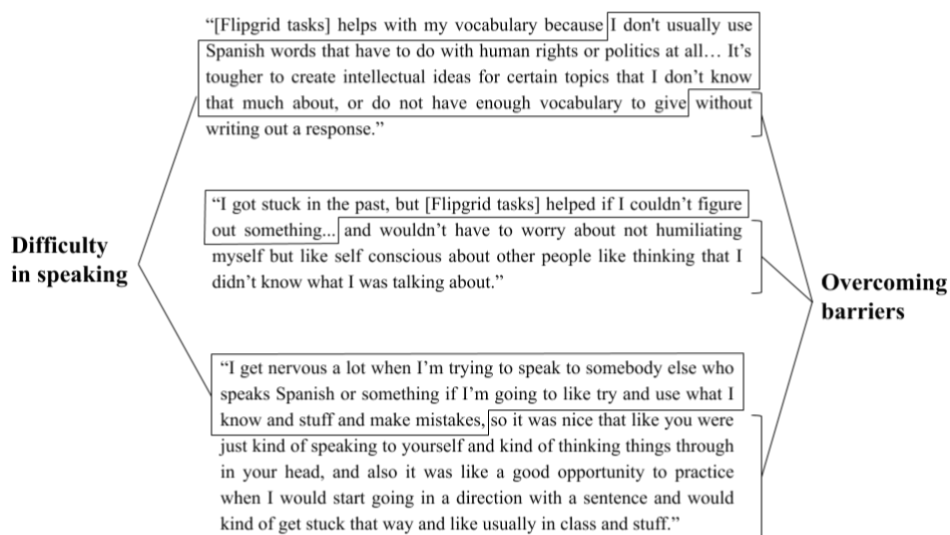 “[Flipgrid tasks] helps with my vocabulary because I don't usually use
Spanish words that have to do with human rights or politics at all… It’s
tougher to create intellectual ideas for certain topics that I don’t know
that much about, or do not have enough vocabulary to give without
writing out a response.”
“I got stuck in the past, but [Flipgrid tasks] helped if I couldn’t figure
out something... and wouldn’t have to worry about not humiliating
myself but like self conscious about other people like thinking that I
didn’t know what I was talking about.”
Difficulty
in speaking
Overcoming
barriers
“I get nervous a lot when I’m trying to speak to somebody else who
speaks Spanish or something if I’m going to like try and use what I
know and stuff and make mistakes, so it was nice that like you were
just kind of speaking to yourself and kind of thinking things through
in your head, and also it was like a good opportunity to practice
when I would start going in a direction with a sentence and would
kind of get stuck that way and like usually in class and stuff.”